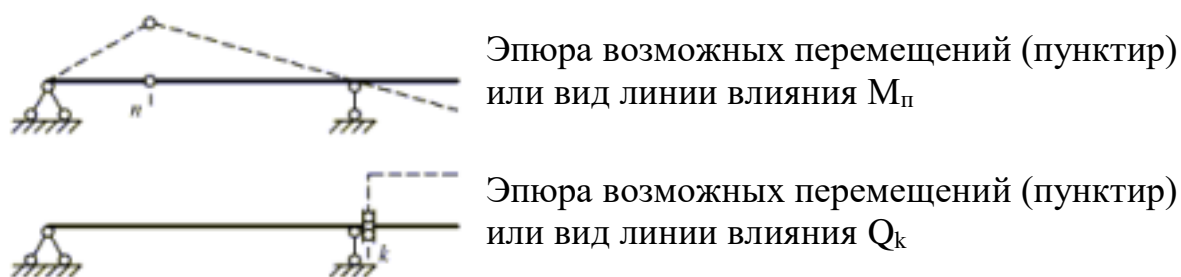 Эпюра возможных перемещений (пунктир)
или вид линии влияния Mп
n
Эпюра возможных перемещений (пунктир)
или вид линии влияния Qk
k